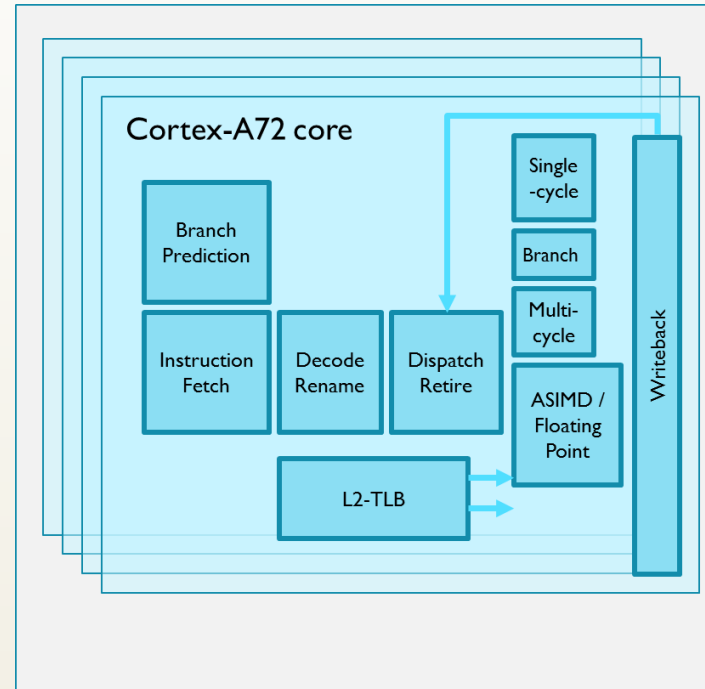 Cortex-A72 core
Single
-cycle
Branch
Prediction
Branch
Multi-
cycle
Instruction
Fetch
Decode
Rename
Dispatch
Retire
ASIMD /
Floating
Point
Writeback
L2-TLB